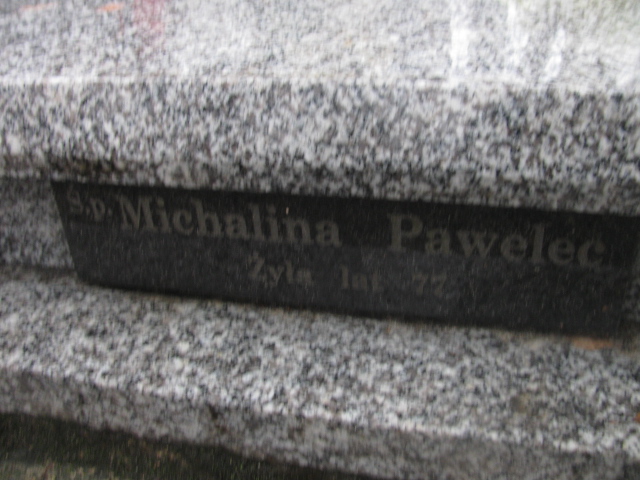 Ś.p. Michalina Pawelec
Żyła lat 77